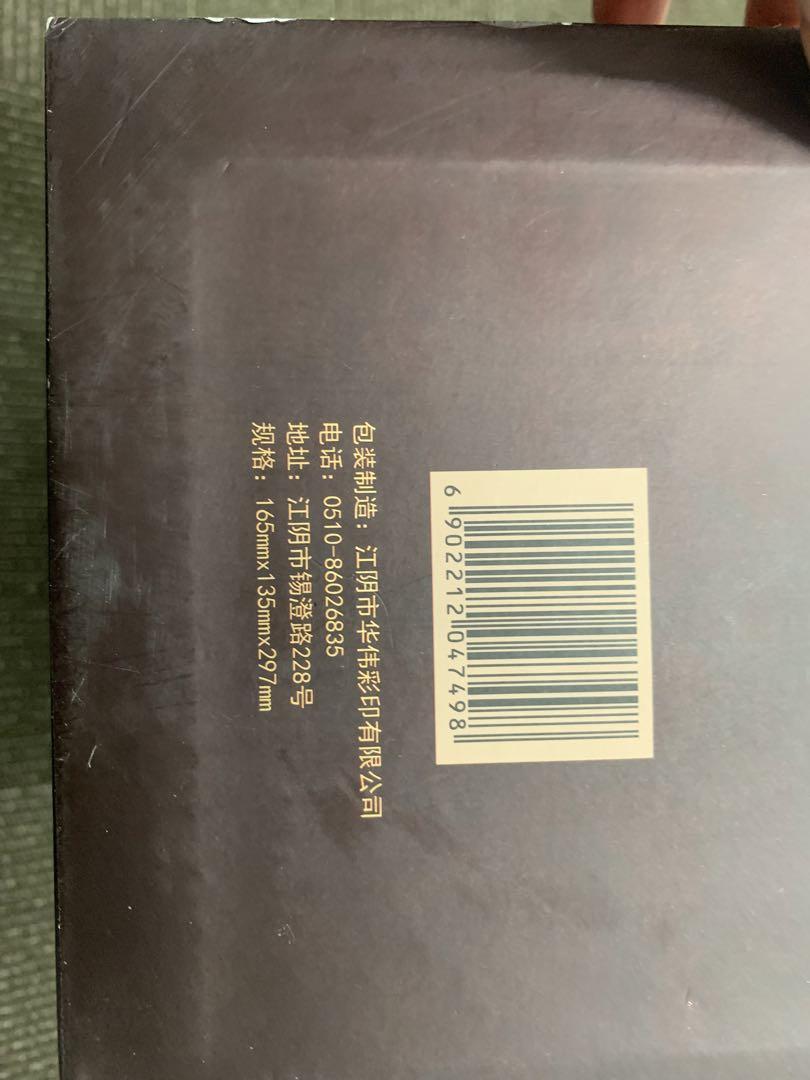 6 902212 047498
包装制造：江阴市华伟彩印有限公司
电话：0510-86026835
地址：江阴市锡澄路228号
规格：165mmx135mmx297mm